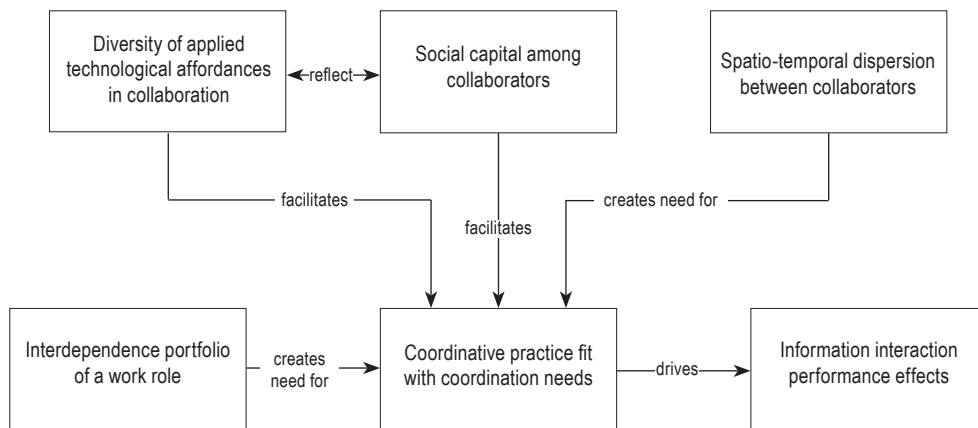 Diversity of applied
technological affordances
in collaboration
reflect
Social capital among
collaborators
Spatio-temporal dispersion
between collaborators
facilitates
facilitates
creates need for
Interdependence portfolio
of a work role
creates
need for
Coordinative practice fit
with coordination needs
drives
Information interaction
performance effects